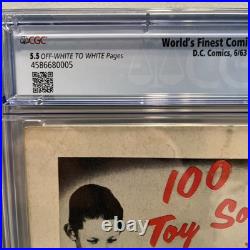 CGC
World's Finest Comi
5.5 OFF-WHITE TO WHITE Pages
D.C. Comics, 6/63
4586680005
100
Toy So